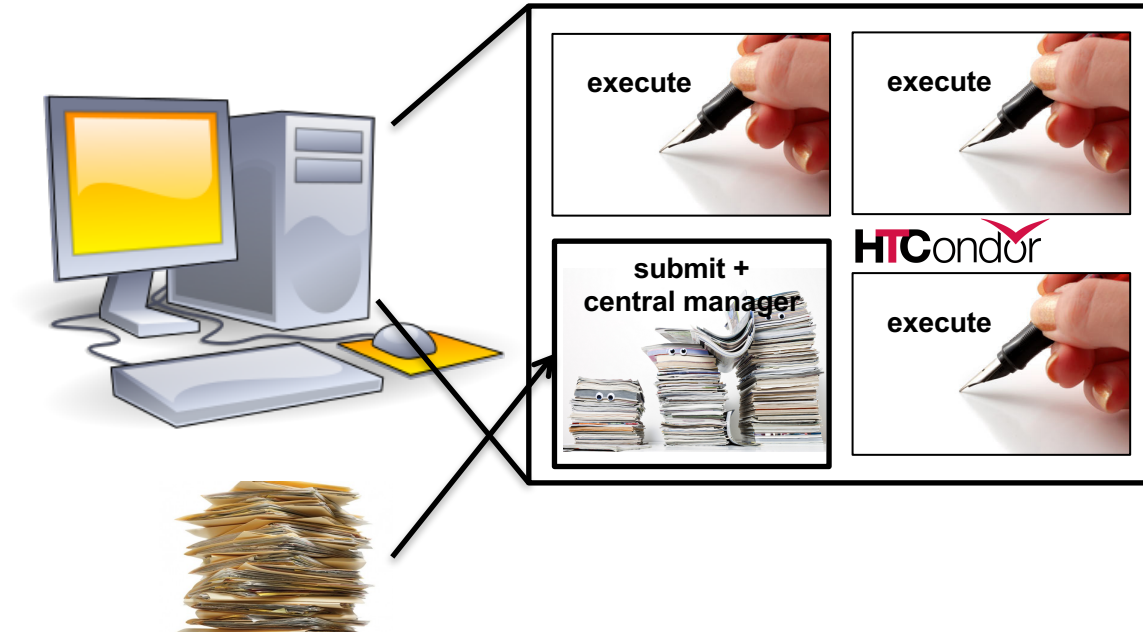 execute
execute
submit +
central manager
HTCondor
execute